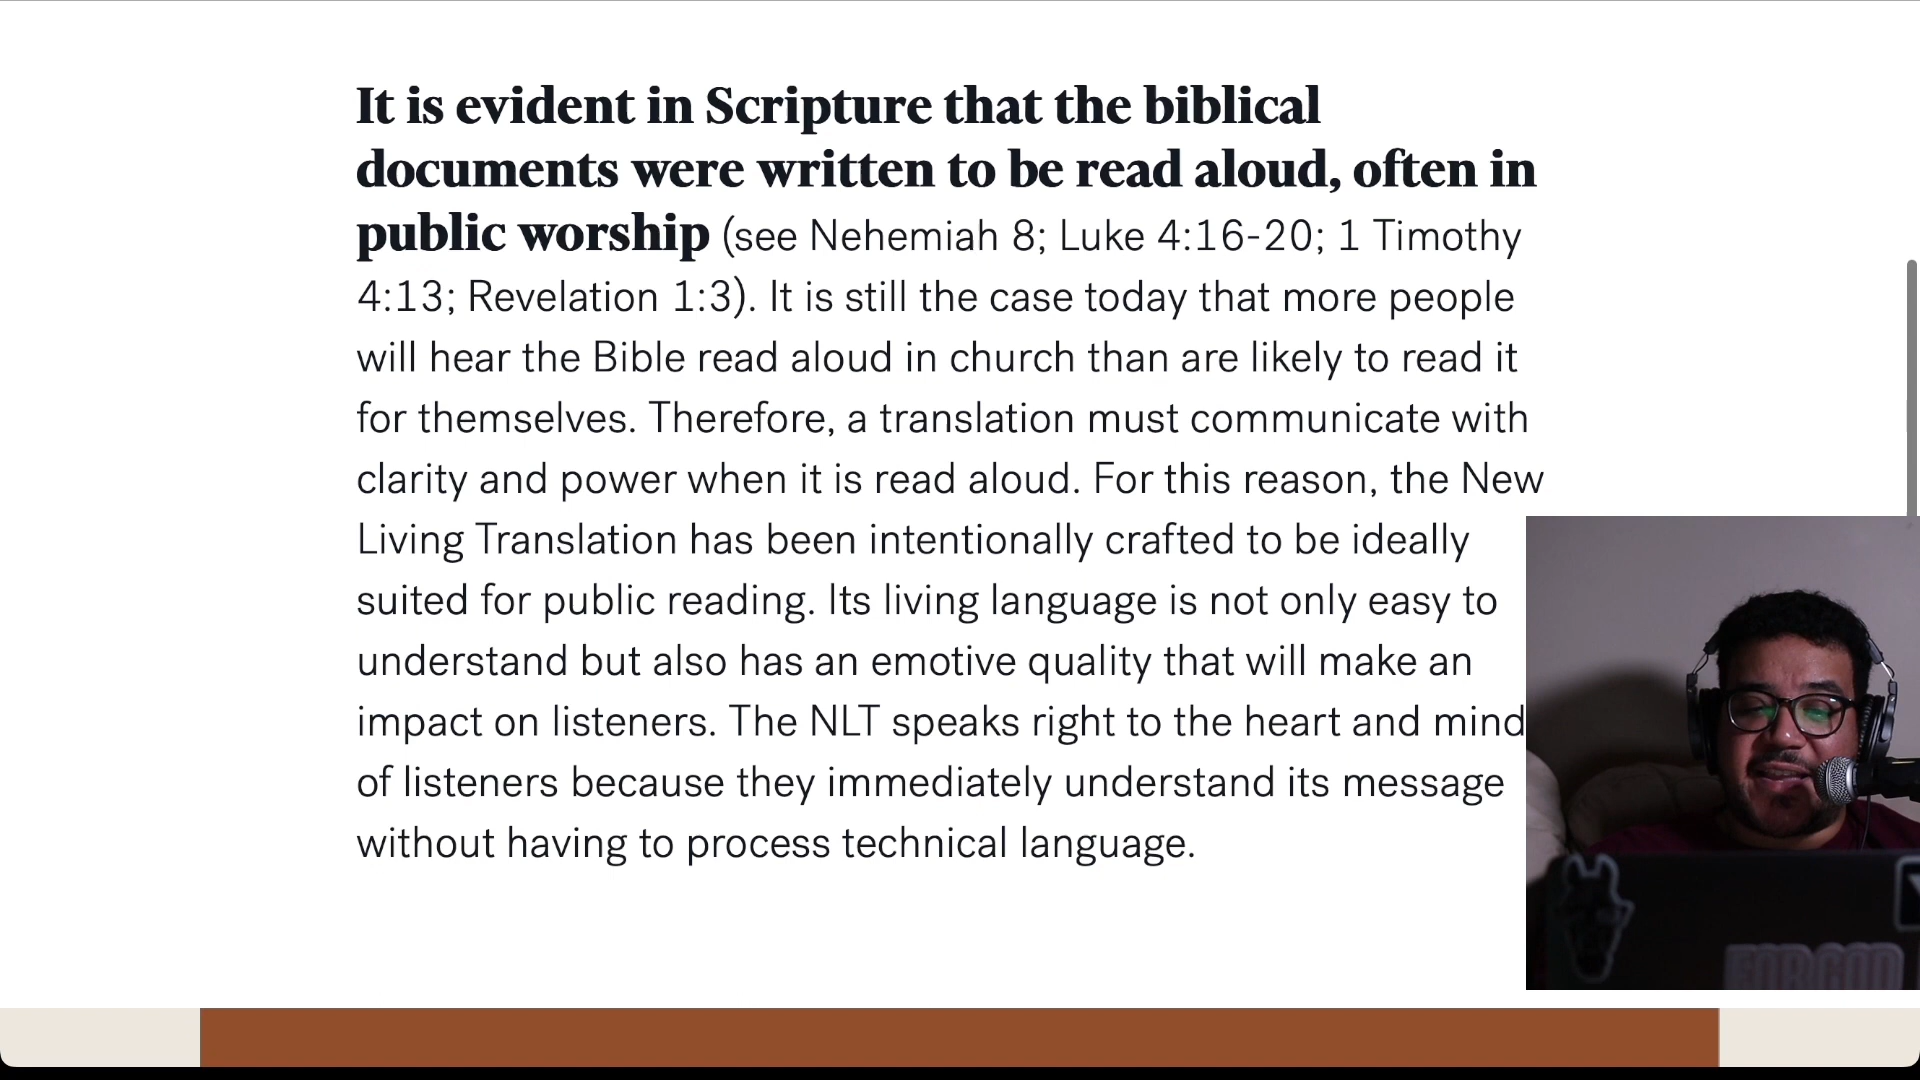 It is evident in Scripture that the biblical
documents were written to be read aloud, often in
public worship (see Nehemiah 8; Luke 4:16-20; 1 Timothy
4:13; Revelation 1:3). It is still the case today that more people
will hear the Bible read aloud in church than are likely to read it
for themselves. Therefore, a translation must communicate with
clarity and power when it is read aloud. For this reason, the New
Living Translation has been intentionally crafted to be ideally
suited for public reading. Its living language is not only easy to
understand but also has an emotive quality that will make an
impact on listeners. The NLT speaks right to the heart and mind
of listeners because they immediately understand its message
without having to process technical language.
FORGOD